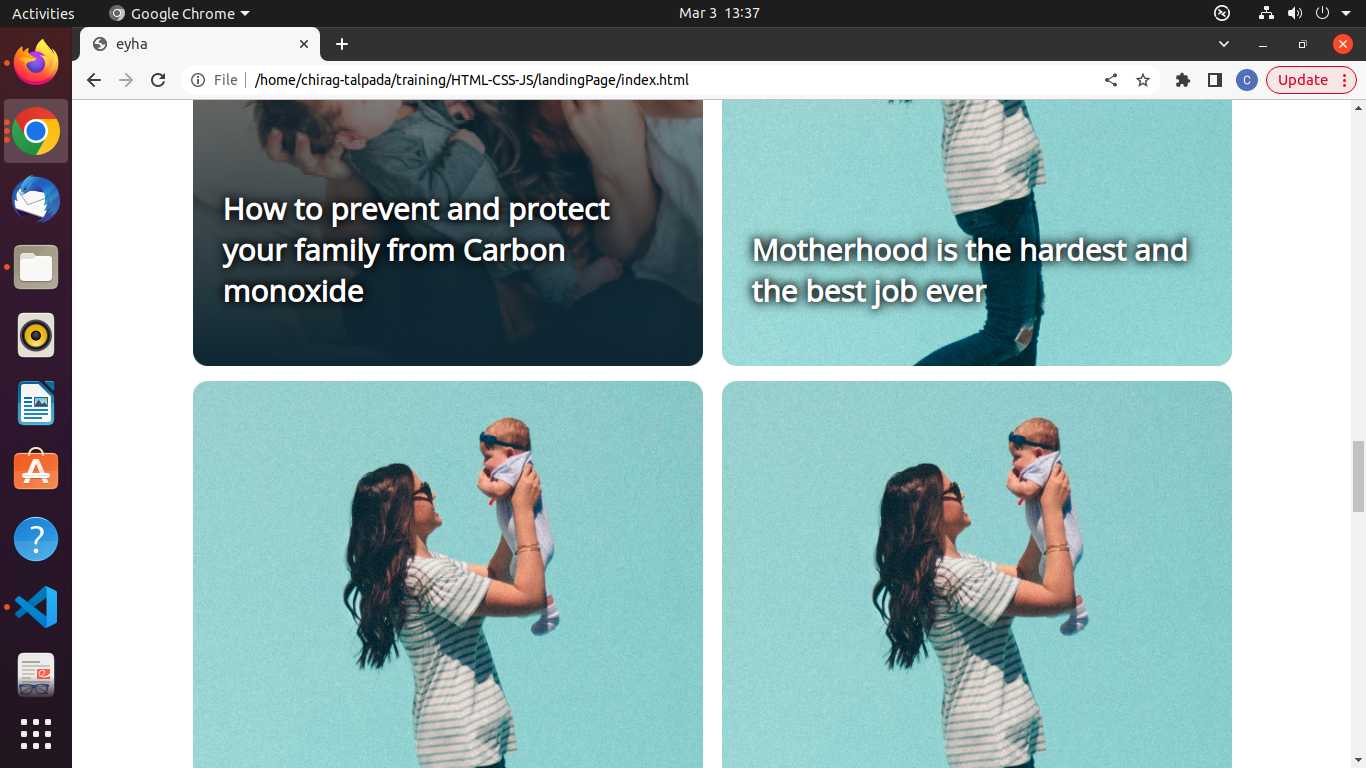 Activities
Google Chrome
Mar 3 13:37
eyha
File
/home/chirag-talpada/training/HTML-CSS-JS/landingPage/index.html
C
Update
How to prevent and protect
your family from Carbon
monoxide
Motherhood is the hardest and
the best job ever